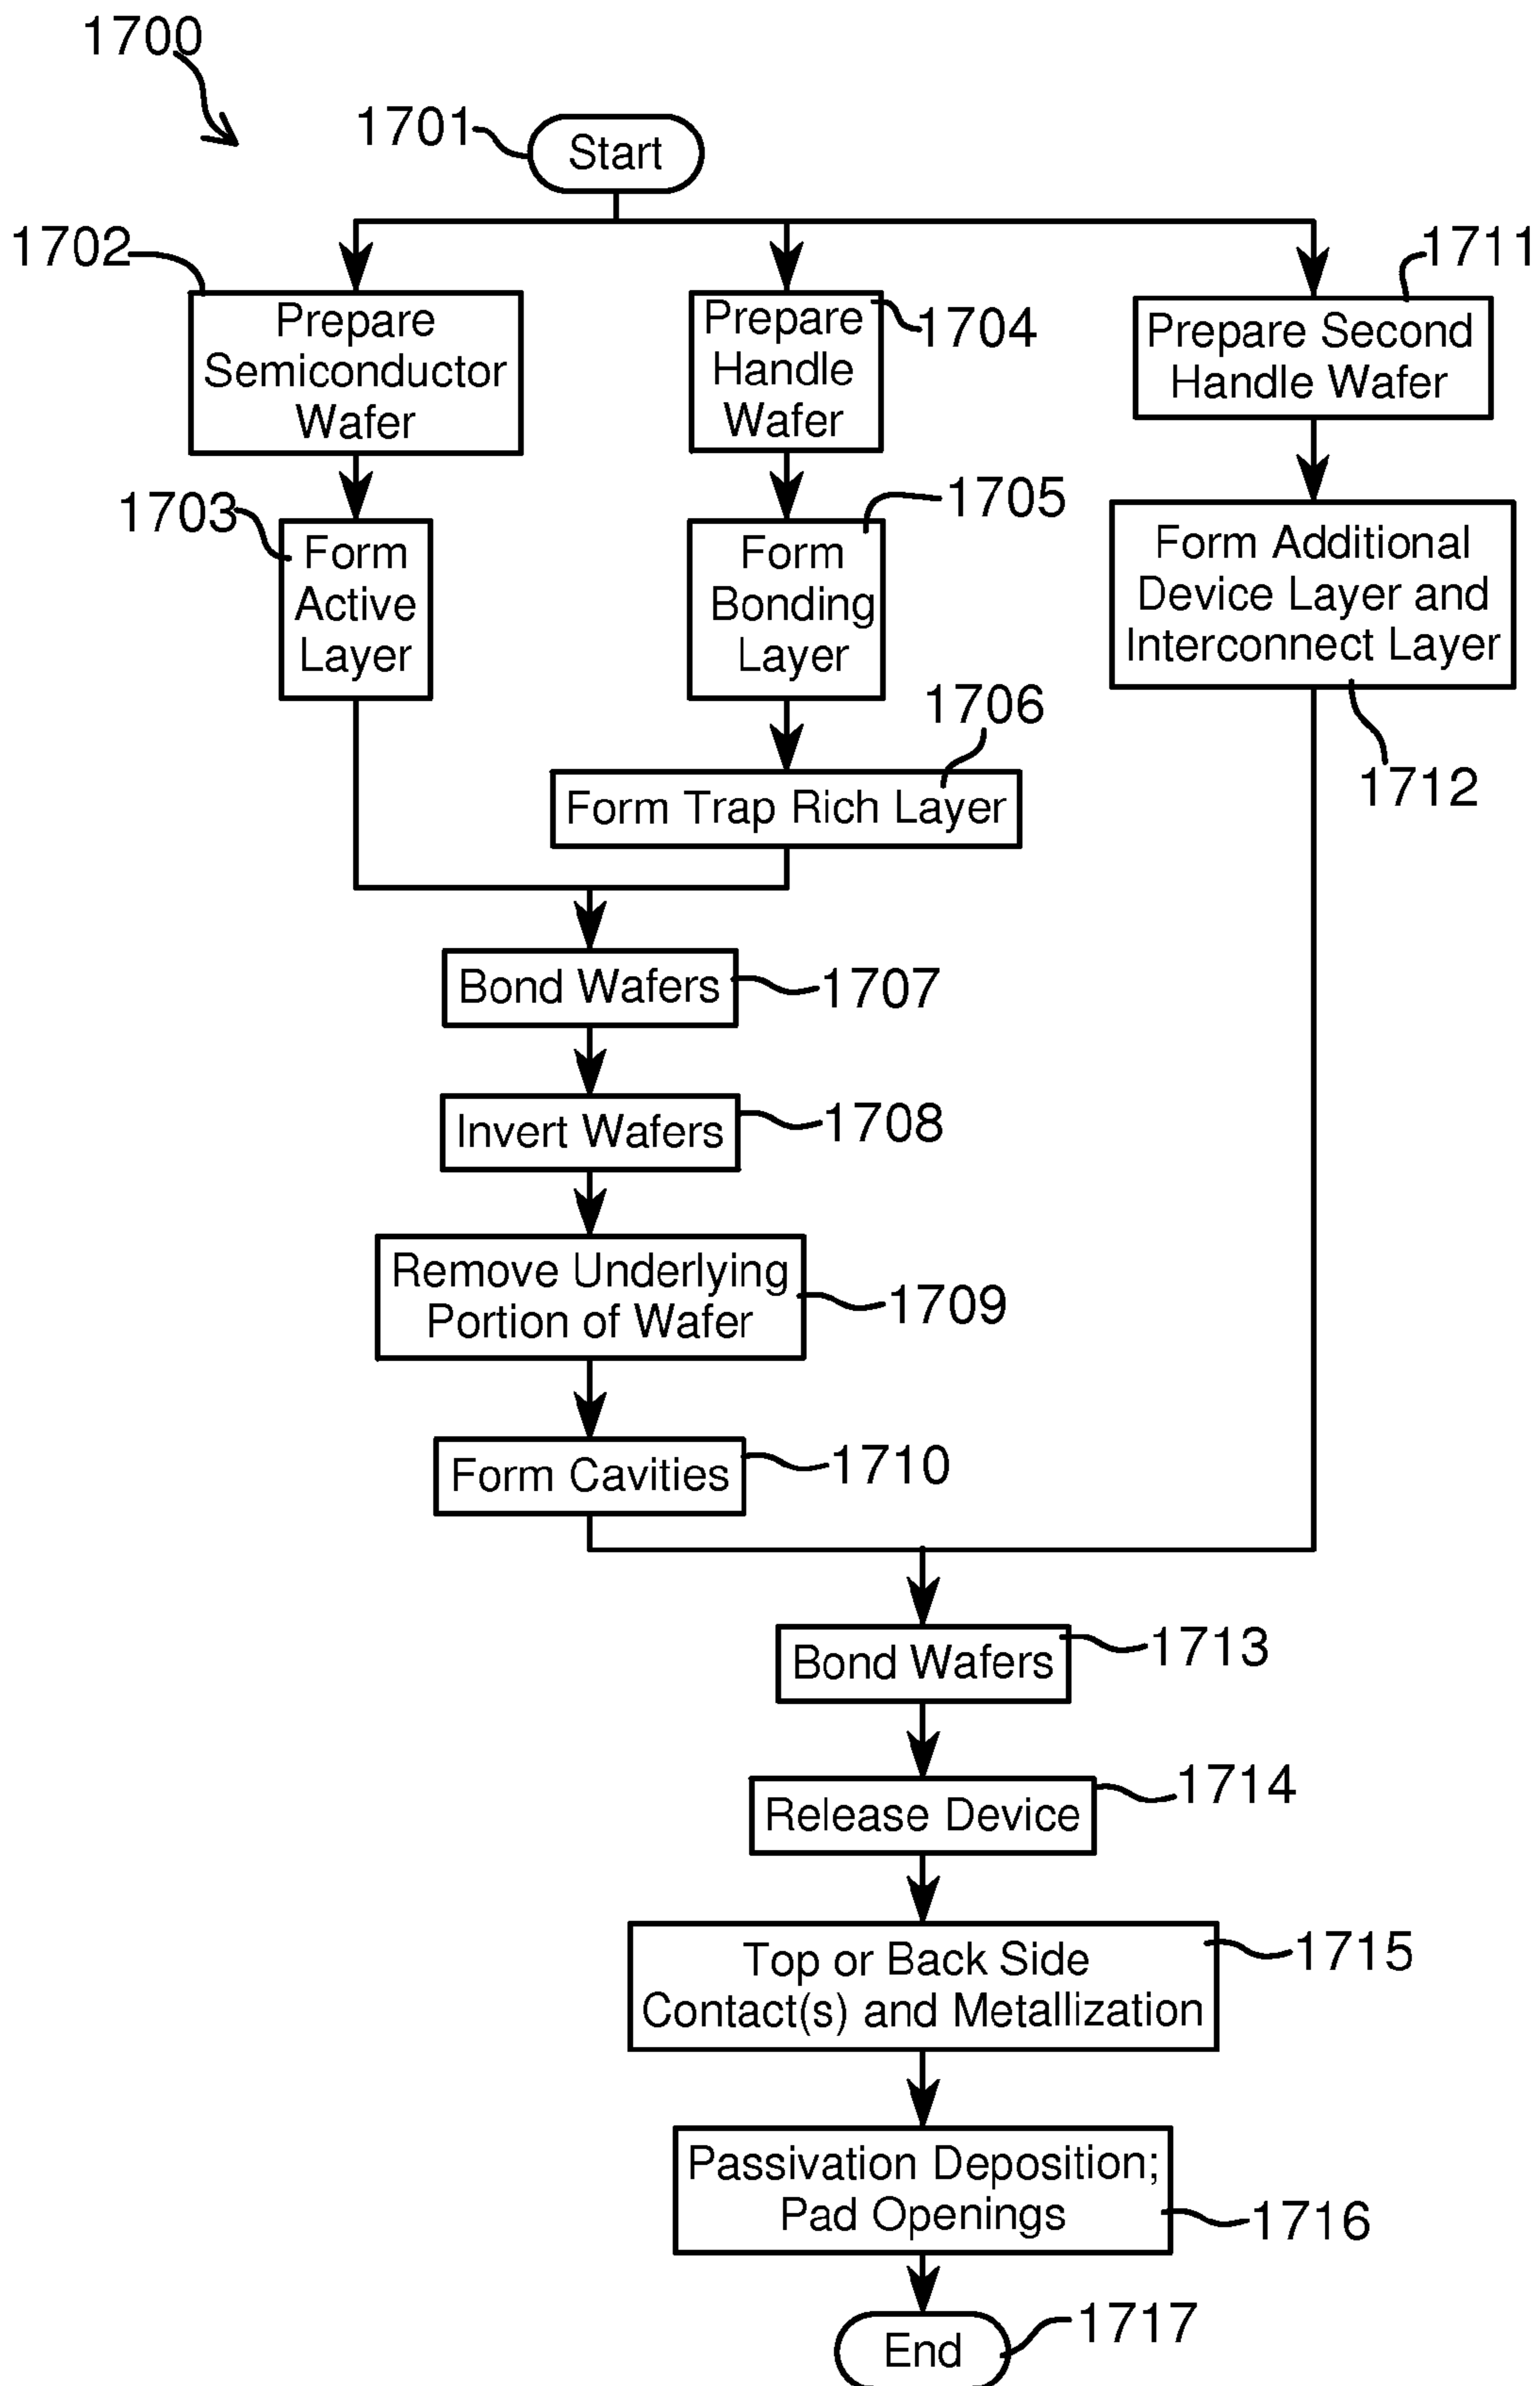 1700
1701
Start
1702
Prepare
Semiconductor
Wafer
Prepare
Handle
Wafer
1704
1711
Prepare Second
Handle Wafer
1703
Form
Active
Layer
1705
Form
Bonding
Layer
Form Additional
Device Layer and
Interconnect Layer
1706
Form Trap Rich Layer
1712
Bond Wafers
1707
Invert Wafers
1708
Remove Underlying
Portion of Wafer
1709
Form Cavities
1710
Bond Wafers
1713
Release Device
1714
Top or Back Side
Contact(s) and Metallization
1715
Passivation Deposition;
Pad Openings
1716
End
1717